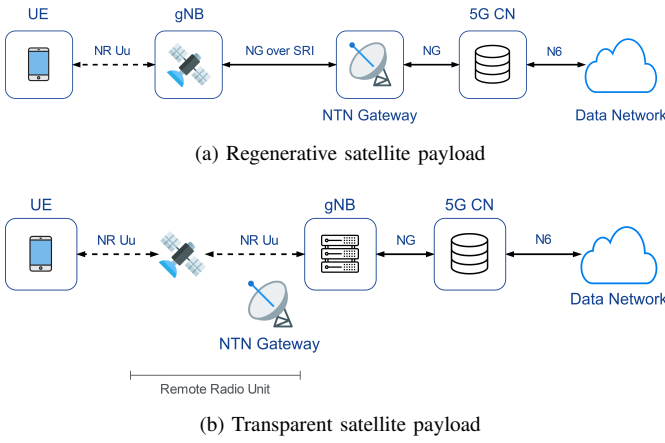 UE
gNB
5G CN
NR Uu
NG over SRI
NG
N6
NTN Gateway
Data Network
(a) Regenerative satellite payload
UE
gNB
5G CN
NR Uu
NR Uu
NG
N6
Data Network
NTN Gateway
Remote Radio Unit
(b) Transparent satellite payload